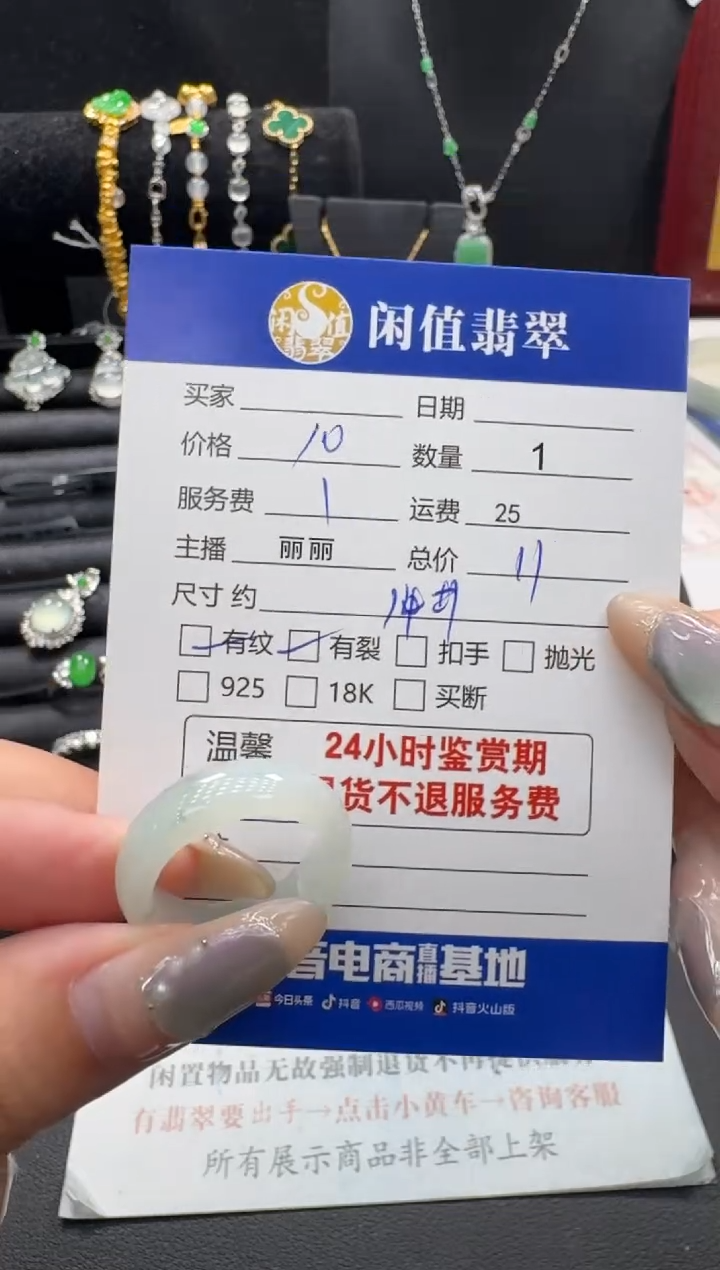 闲值翡翠 闲值翡翠
买家 日期
价格 10 数量 1
服务费 1 运费 25
主播 丽丽 总价 11
尺寸 约
有纹 有裂 扣手 抛光
925 18K 买断
温馨 24小时鉴赏期
货不退服务费
音电商直播基地
今日头条 抖音 西瓜视频 抖音火山版
闲置物品无故强制退货不再提供服务
有翡翠要出手→点击小黄车→咨询客服
所有展示商品非全部上架